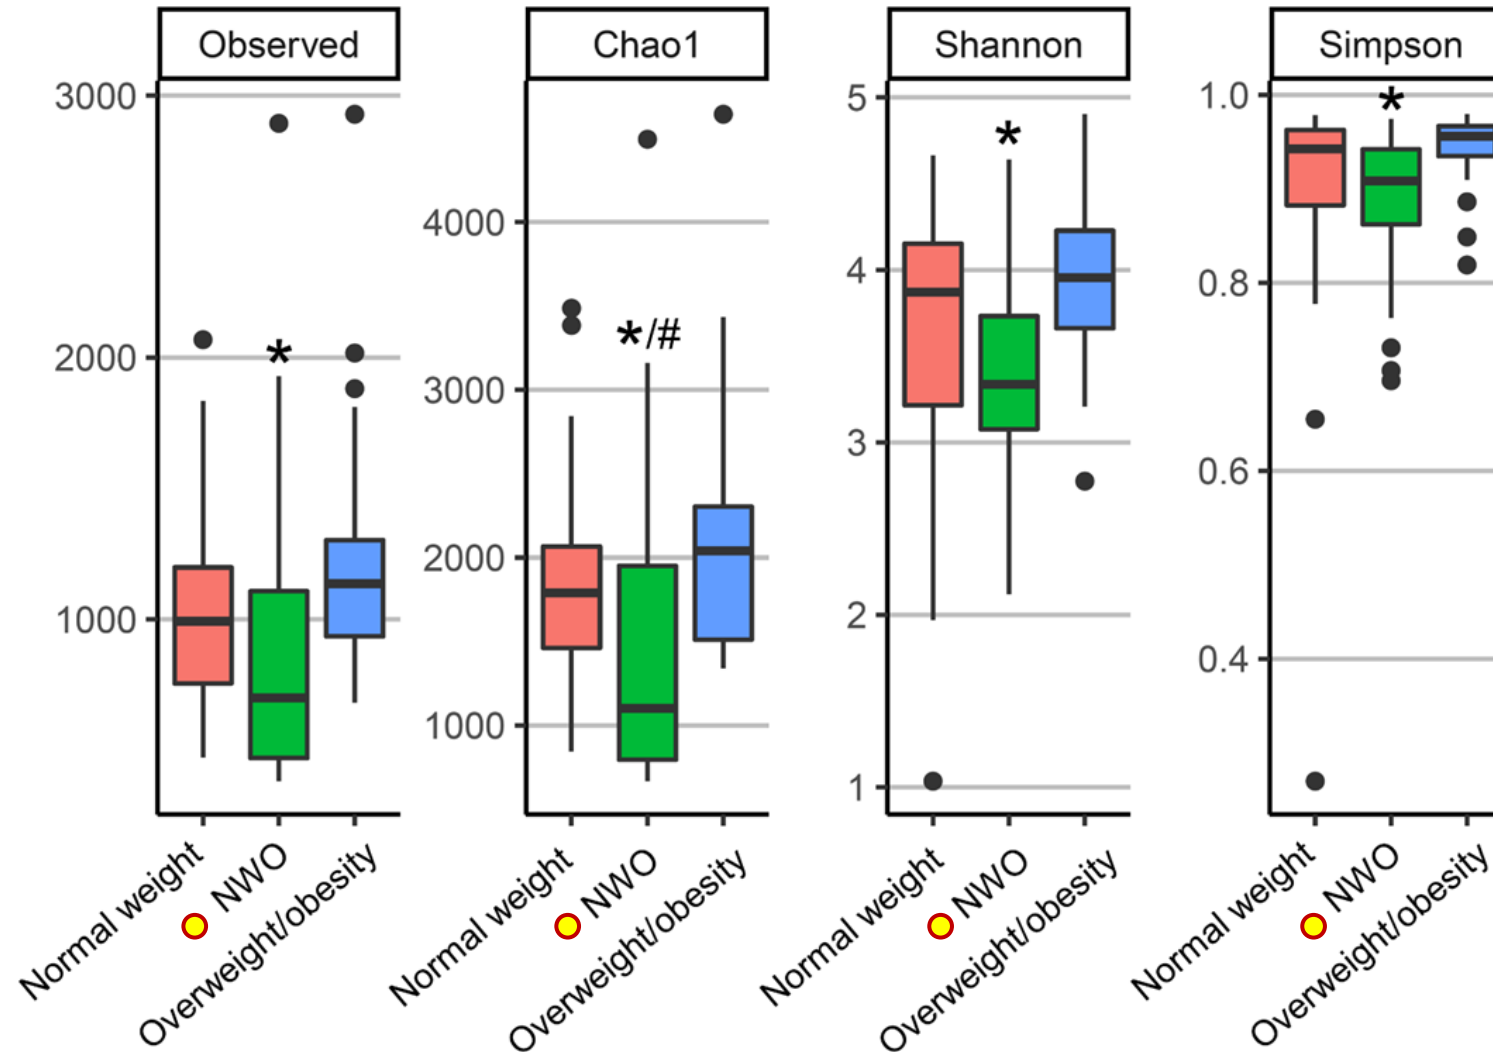 Observed
Chao1
Shannon
Simpson
3000
2000
1000
*
Normal weight
NWO
Overweight/obesity
4000
3000
2000
1000
*/#
Normal weight
NWO
Overweight/obesity
5
4
3
2
1
*
Normal weight
NWO
Overweight/obesity
1.0
0.8
0.6
0.4
*
Normal weight
NWO
Overweight/obesity